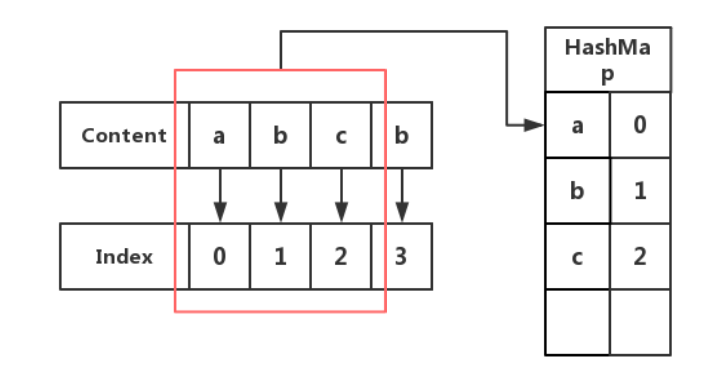 HashMa
p
Content a b c b
a 0
b 1
Index 0 1 2 3
c 2